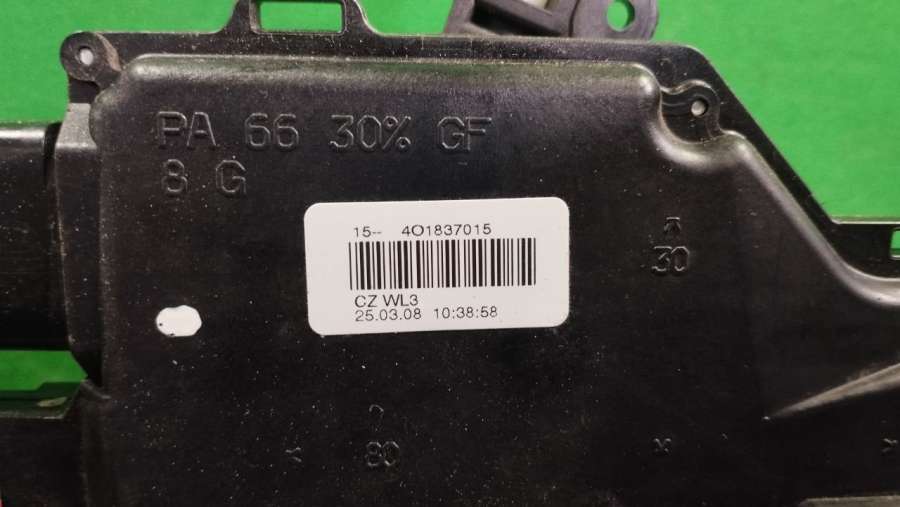 PA 66 30% GF
8 G
15-- 4O1837015
CZ WL3
25.03.08 10:38:58
30
80